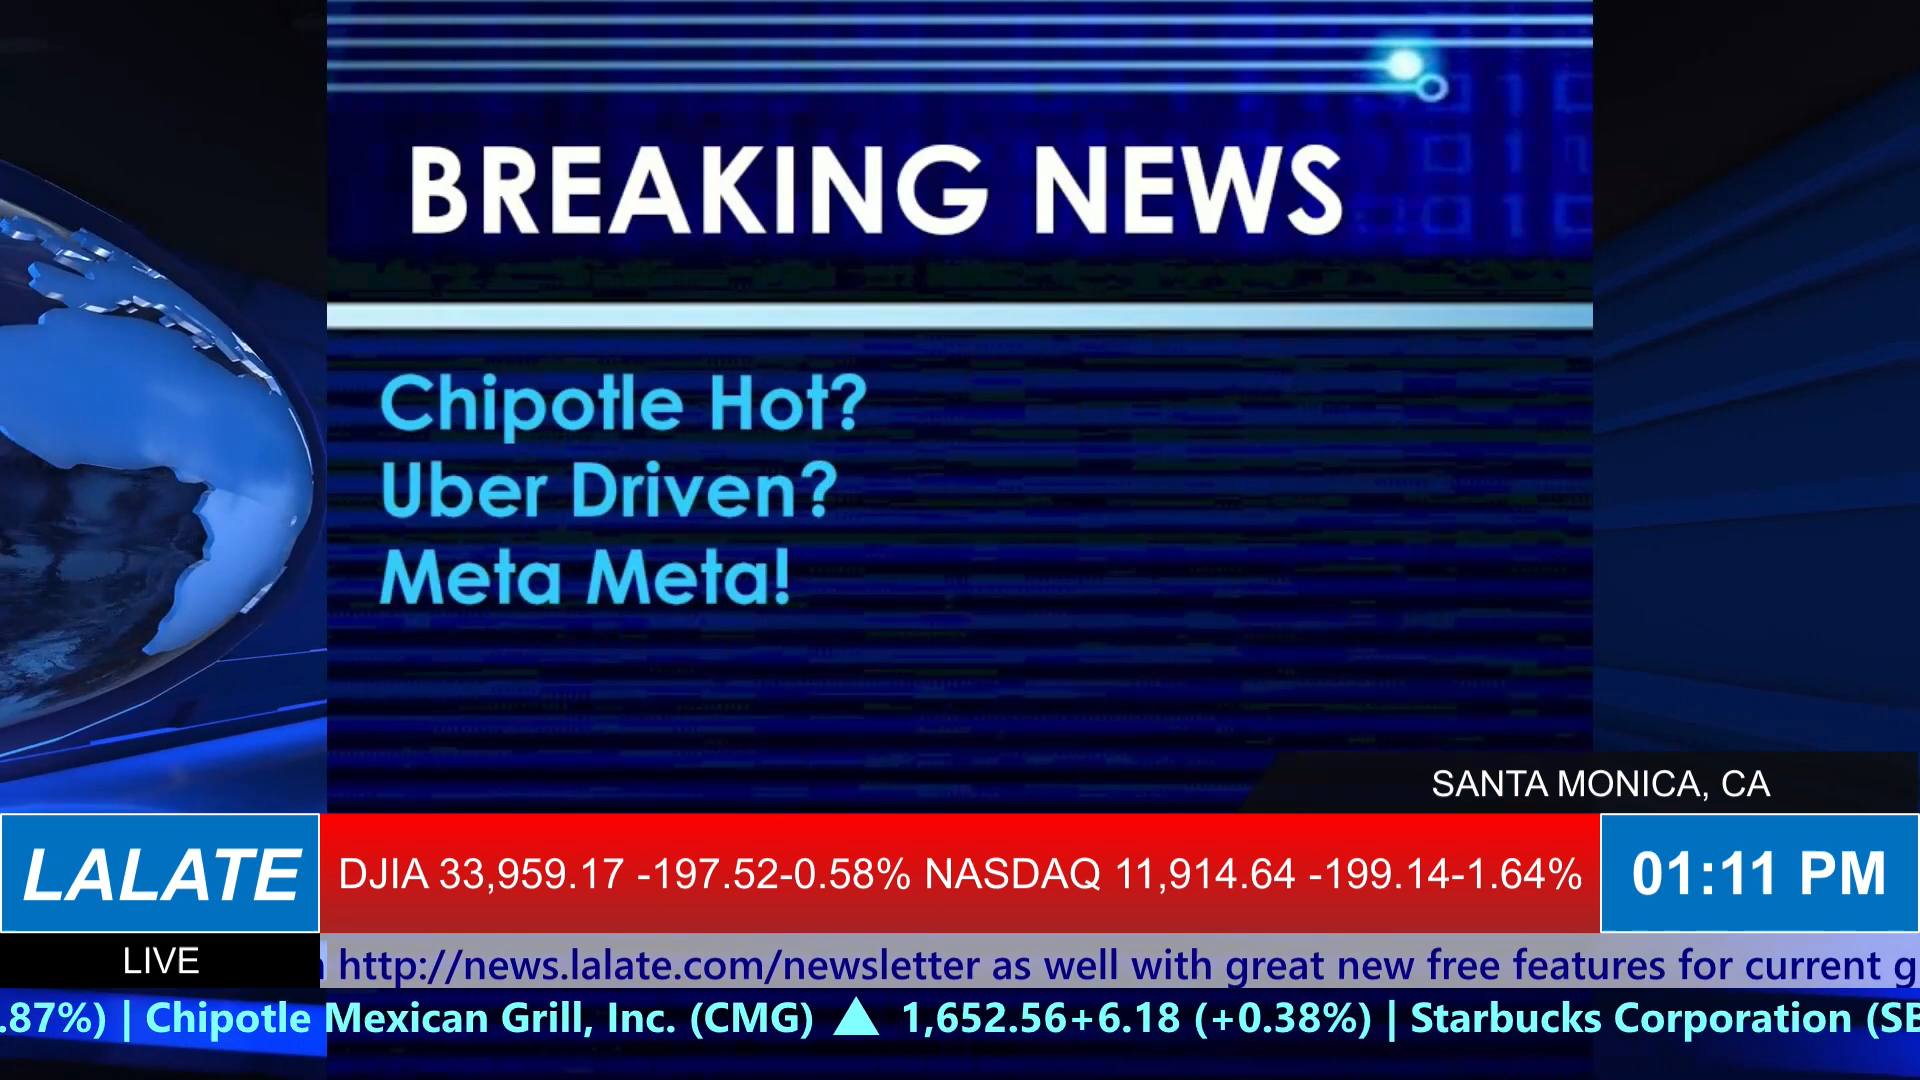 BREAKING NEWS
Chipotle Hot?
Uber Driven?
Meta Meta!
SANTA MONICA, CA
LALATE
DJIA 33,959.17 -197.52-0.58% NASDAQ 11,914.64 -199.14-1.64%
01:11 PM
LIVE
http://news.lalate.com/newsletter as well with great new free features for current g
.87%) | Chipotle Mexican Grill, Inc. (CMG) ▲ 1,652.56+6.18 (+0.38%) | Starbucks Corporation (SB